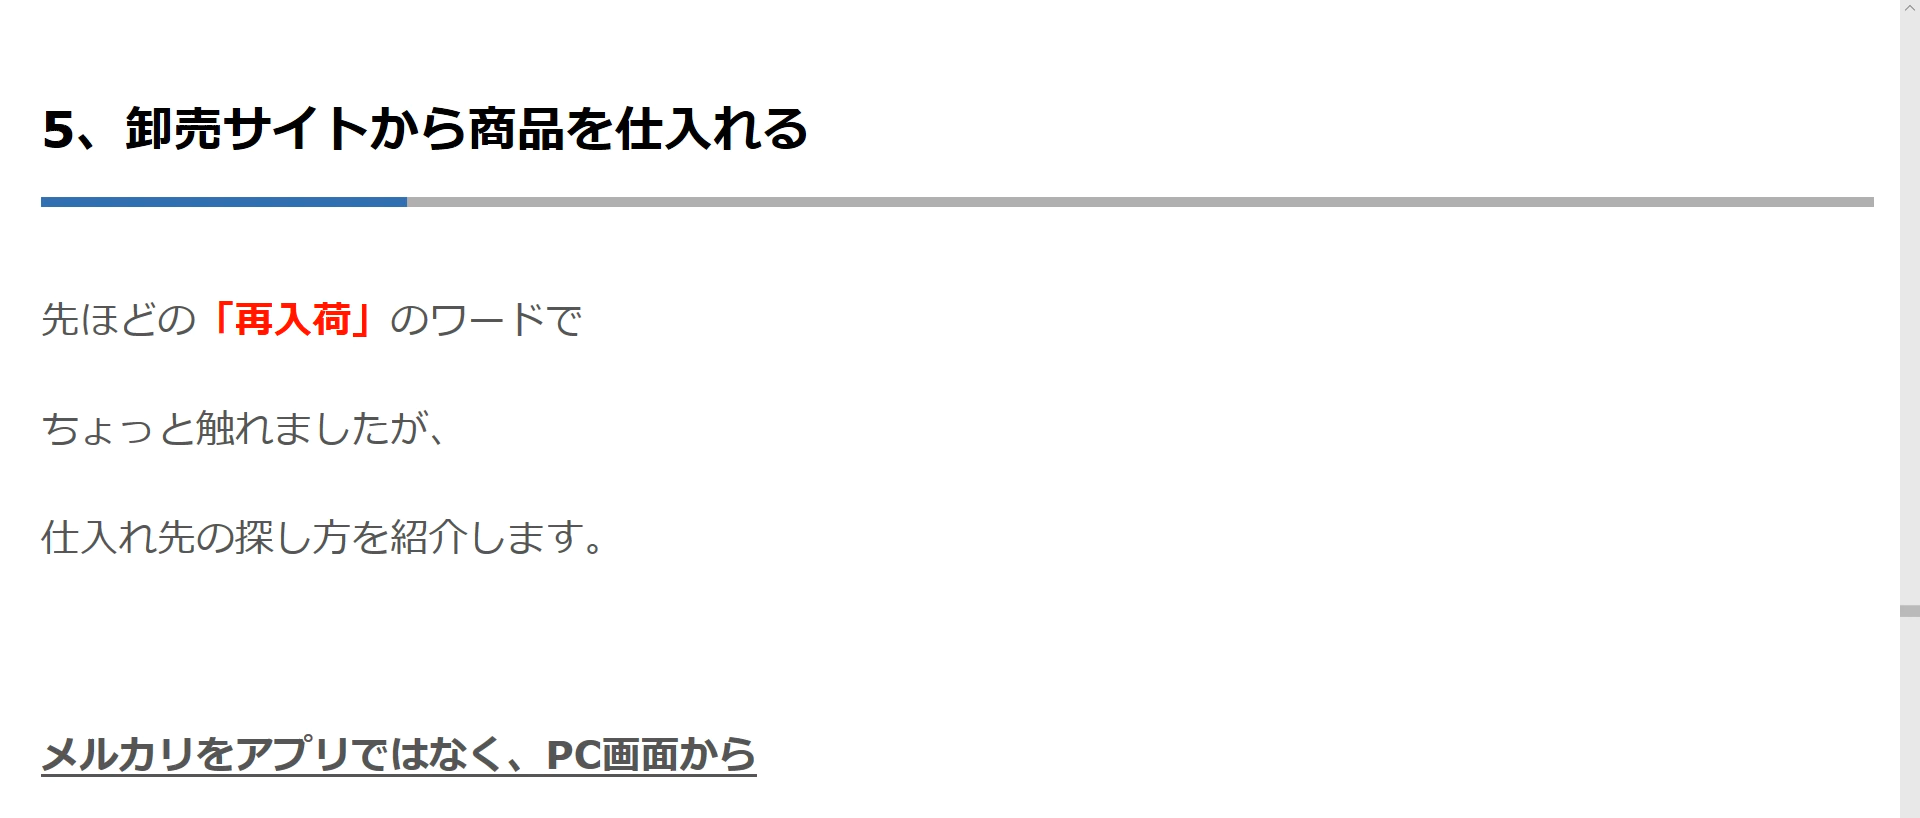 5、卸売サイトから商品を仕入れる
先ほどの「再入荷」のワードで
ちょっと触れましたが、
仕入れ先の探し方を紹介します。
メルカリをアプリではなく、PC画面から